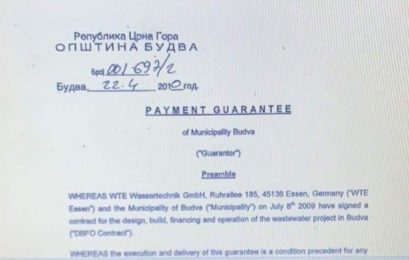 Република Црна Гора
ОПШТИНА БУДВА
Број 001-697/2
Будва, 22.4 2010 год.
PAYMENT GUARANTEE
of Municipality Budva
("Guarantor")
Preamble
WHEREAS WTE Wassertechnik GmbH, Ruhrallee 185, 45136 Essen, Germany ("WTE
Essen") and the Municipality of Budva ("Municipality") on July 8th 2009 have signed a
contract for the design, build, financing and operation of the wastewater project in Budva
("DBFO Contract").
WHEREAS the execution and delivery of this guarantee is a condition precedent for any